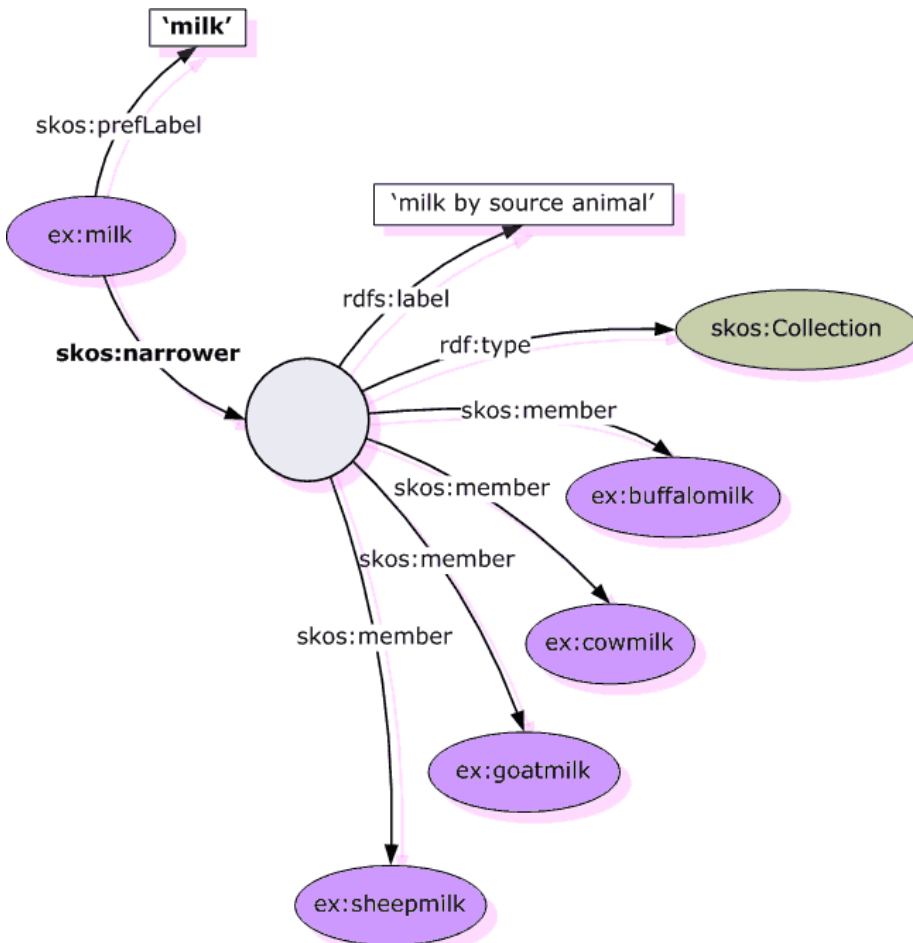 ‘milk’
skos:prefLabel
ex:milk
‘milk by source animal’
rdfs:label
skos:Collection
rdf:type
skos:narrower
skos:member
ex:buffalomilk
skos:member
skos:member
skos:member
ex:cowmilk
ex:goatmilk
ex:sheepmilk